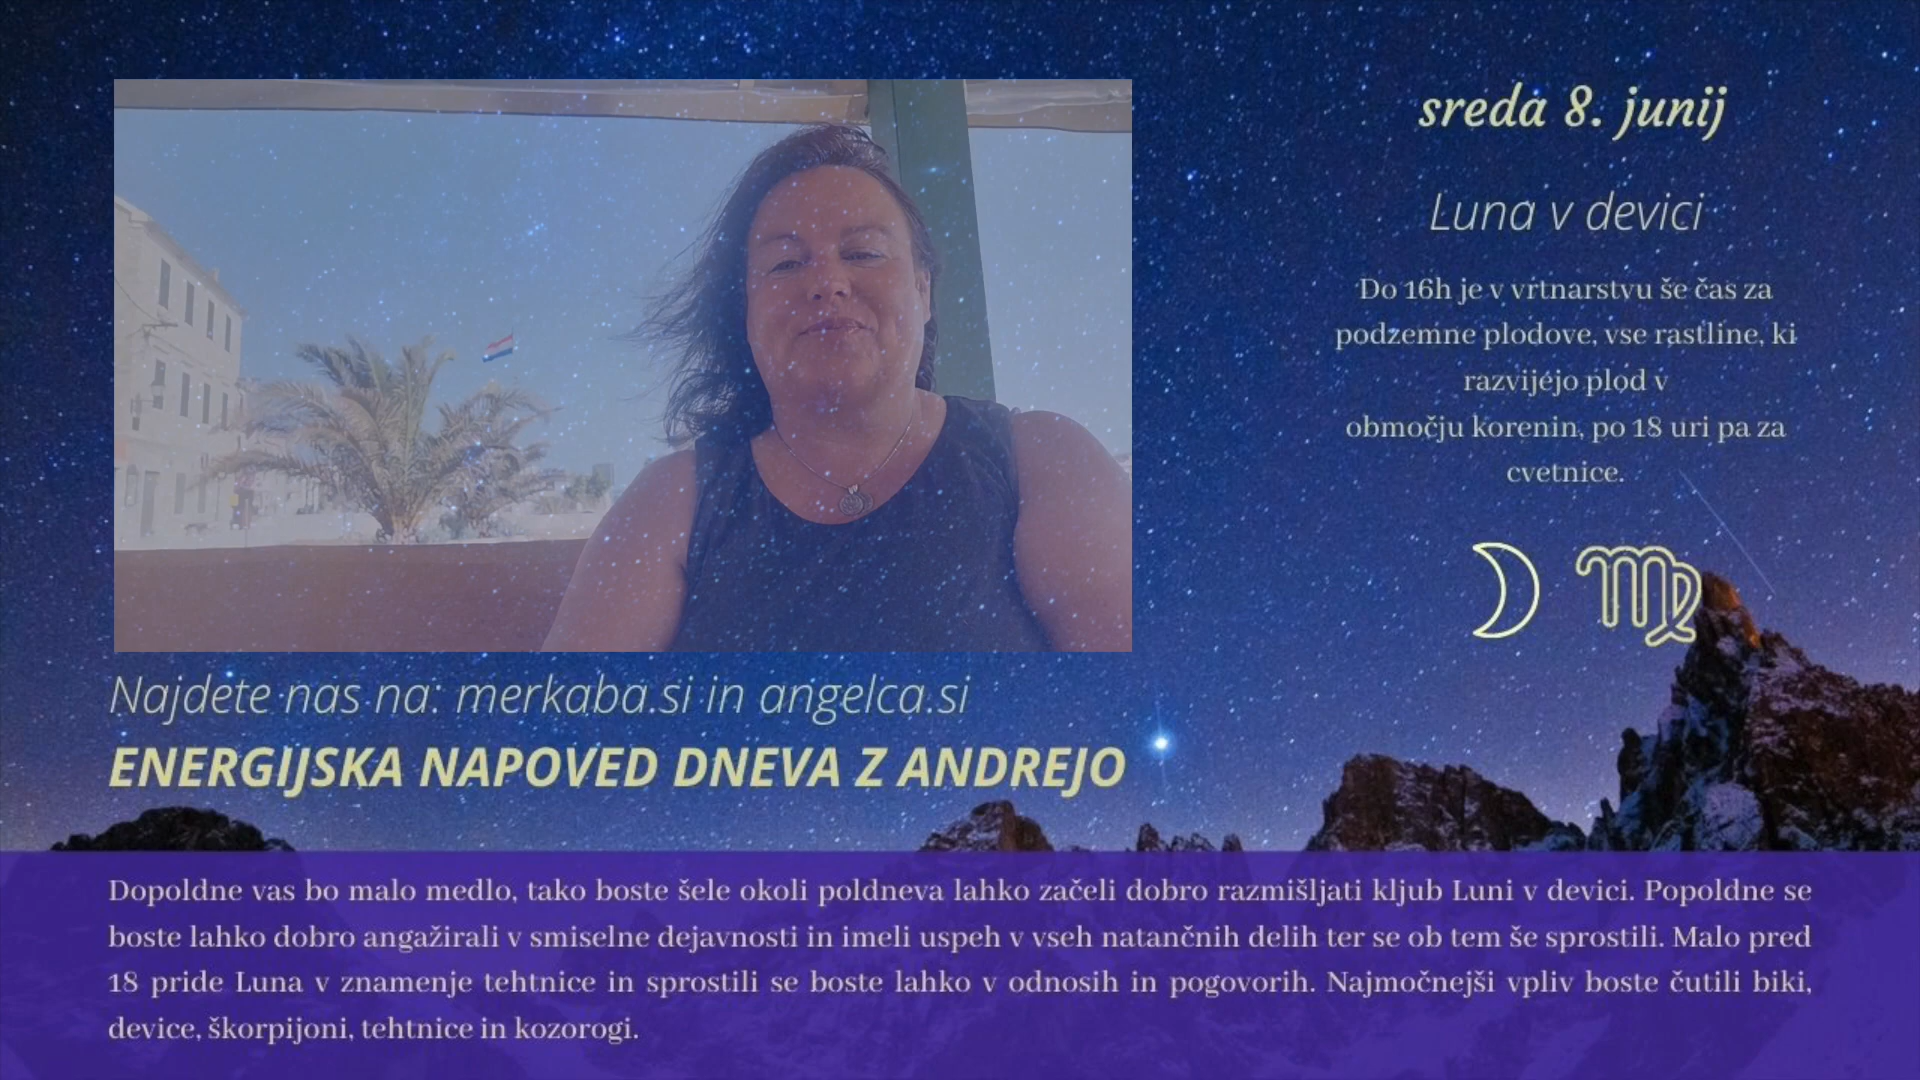 sreda 8. junij
Luna v devici
Do 16h je v vrtnarstvu še čas za
podzemne plodove, vse rastline, ki
razvijejo plod v
območju korenin, po 18 uri pa za
cvetnice.
Najdete nas na: merkaba.si in angelca.si
ENERGIJSKA NAPOVED DNEVA Z ANDREJO
Dopoldne vas bo malo medlo, tako boste šele okoli poldneva lahko začeli dobro razmišljati kljub Luni v devici. Popoldne se
boste lahko dobro angažirali v smiselne dejavnosti in imeli uspeh v vseh natančnih delih ter se ob tem še sprostili. Malo pred
18 pride Luna v znamenje tehtnice in sprostili se boste lahko v odnosih in pogovorih. Najmočnejši vpliv boste čutili biki,
device, škorpijoni, tehtnice in kozorogi.